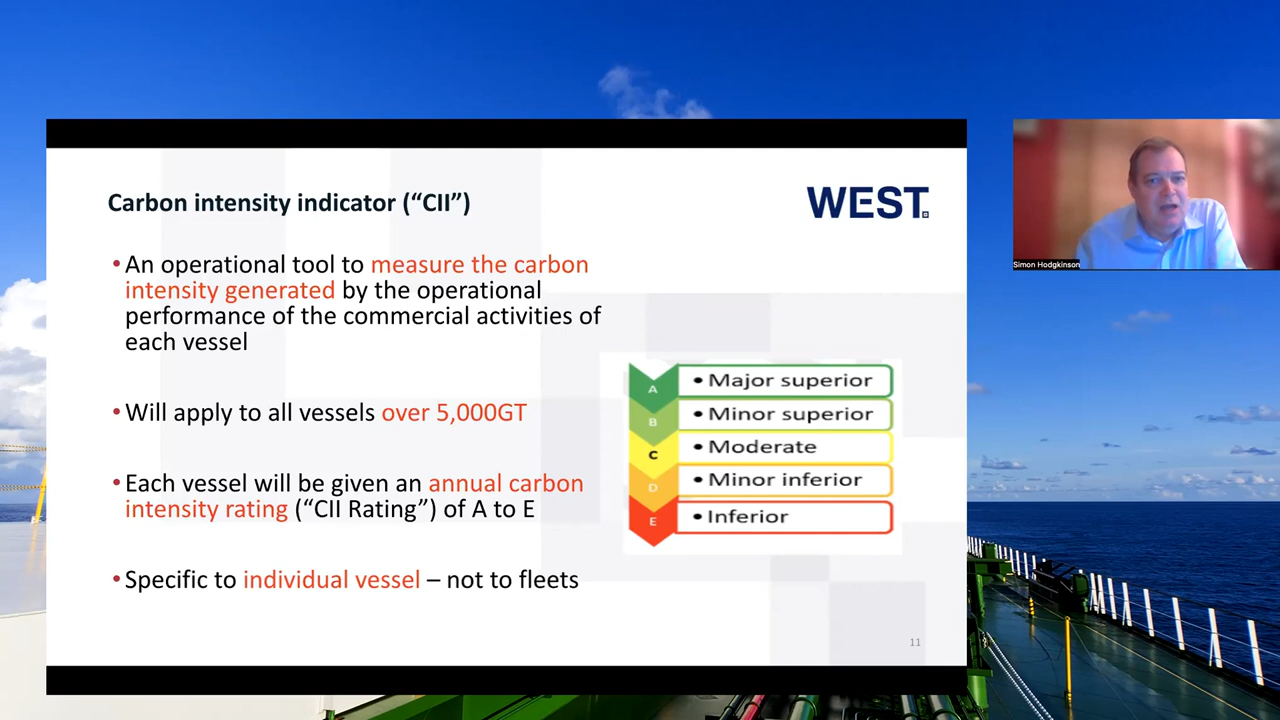 Carbon intensity indicator (“CII”)
WEST.
•An operational tool to measure the carbon
intensity generated by the operational
performance of the commercial activities of
each vessel
•Will apply to all vessels over 5,000GT
•Each vessel will be given an annual carbon
intensity rating (“CII Rating”) of A to E
•Specific to individual vessel – not to fleets
A •Major superior
B •Minor superior
C •Moderate
D •Minor inferior
E •Inferior
11
Simon Hodgkinson